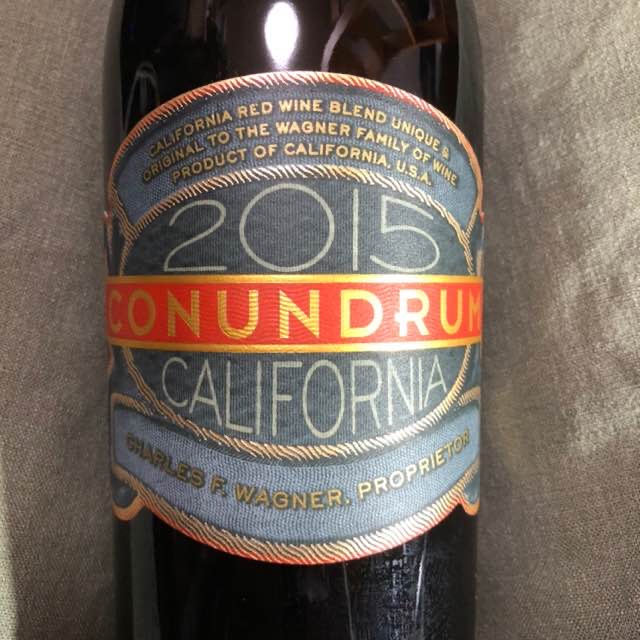 CALIFORNIA RED WINE BLEND UNIQUE &
ORIGINAL TO THE WAGNER FAMILY OF WINE
PRODUCT OF CALIFORNIA, U.S.A.
2015
CONUNDRUM
CALIFORNIA
CHARLES F. WAGNER, PROPRIETOR